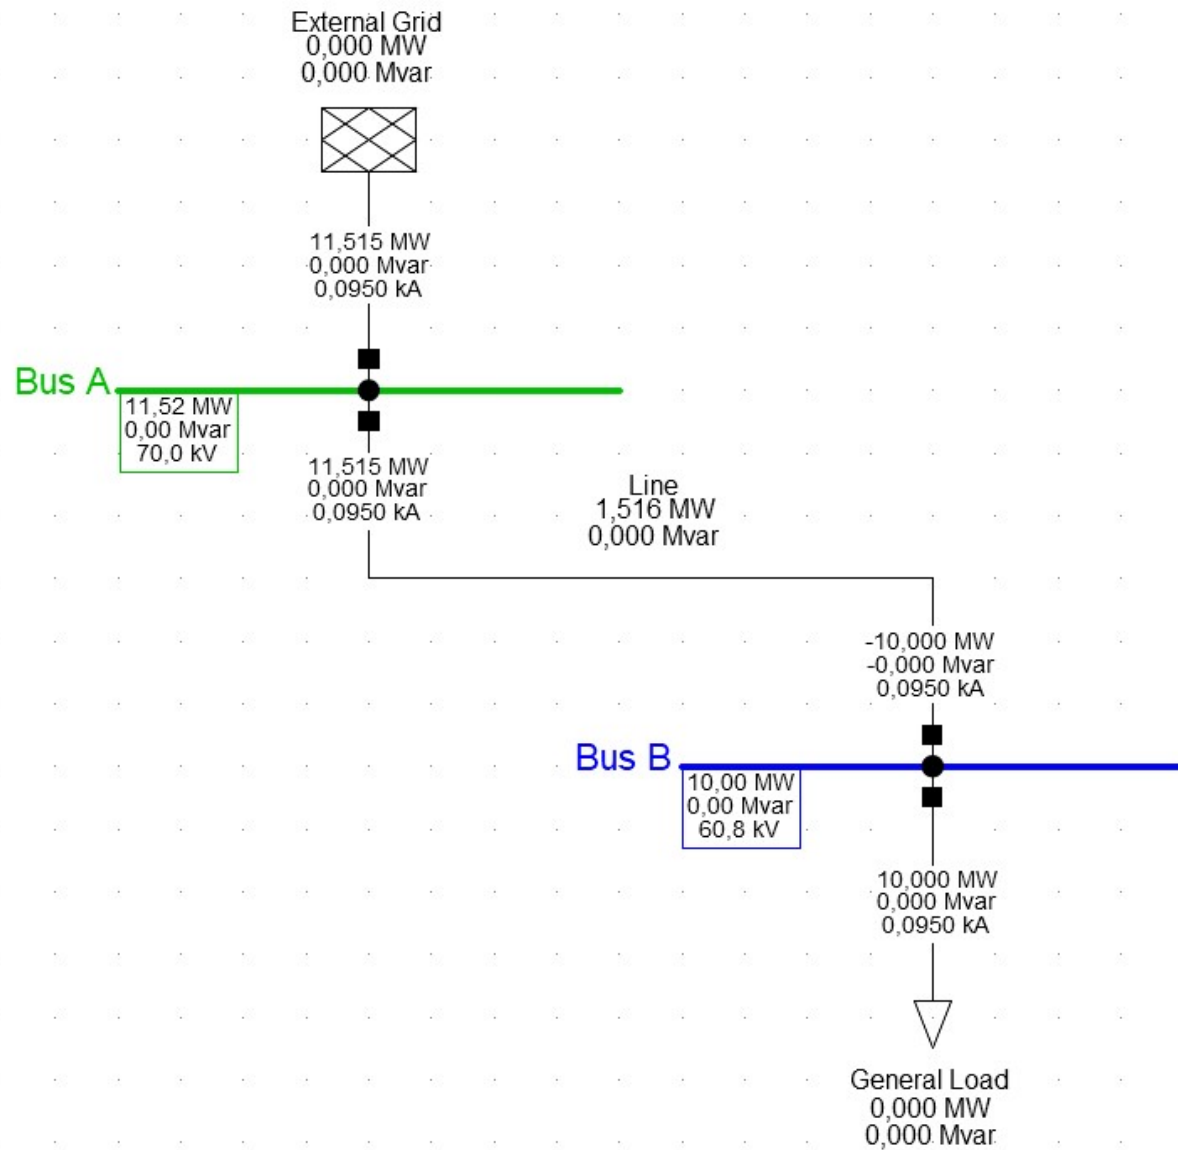 External Grid
0,000 MW
0,000 Mvar
11,515 MW
0,000 Mvar
0,0950 kA
Bus A
11,52 MW
0,00 Mvar
70,0 kV
11,515 MW
0,000 Mvar
0,0950 kA
Line
1,516 MW
0,000 Mvar
-10,000 MW
-0,000 Mvar
0,0950 kA
Bus B
10,00 MW
0,00 Mvar
60,8 kV
10,000 MW
0,000 Mvar
0,0950 kA
General Load
0,000 MW
0,000 Mvar